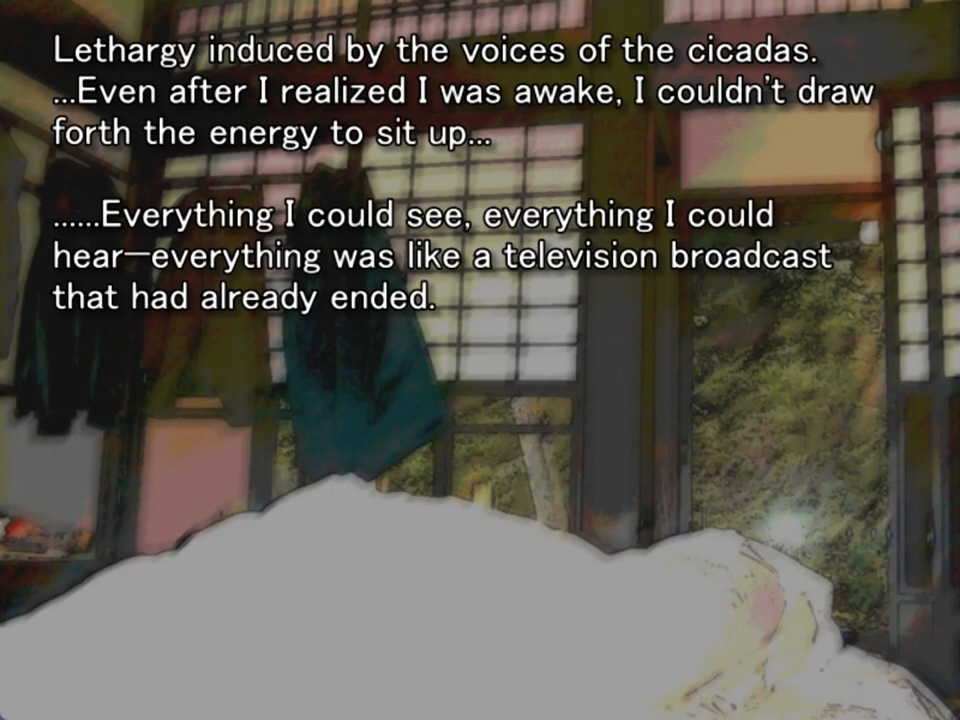 Lethargy induced by the voices of the cicadas.
...Even after I realized I was awake, I couldn't draw
forth the energy to sit up...
......Everything I could see, everything I could
hear—everything was like a television broadcast
that had already ended.